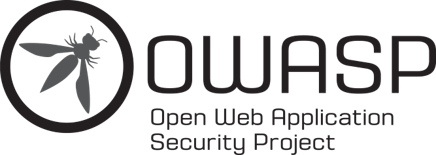 OWASP
Open Web Application
Security Project